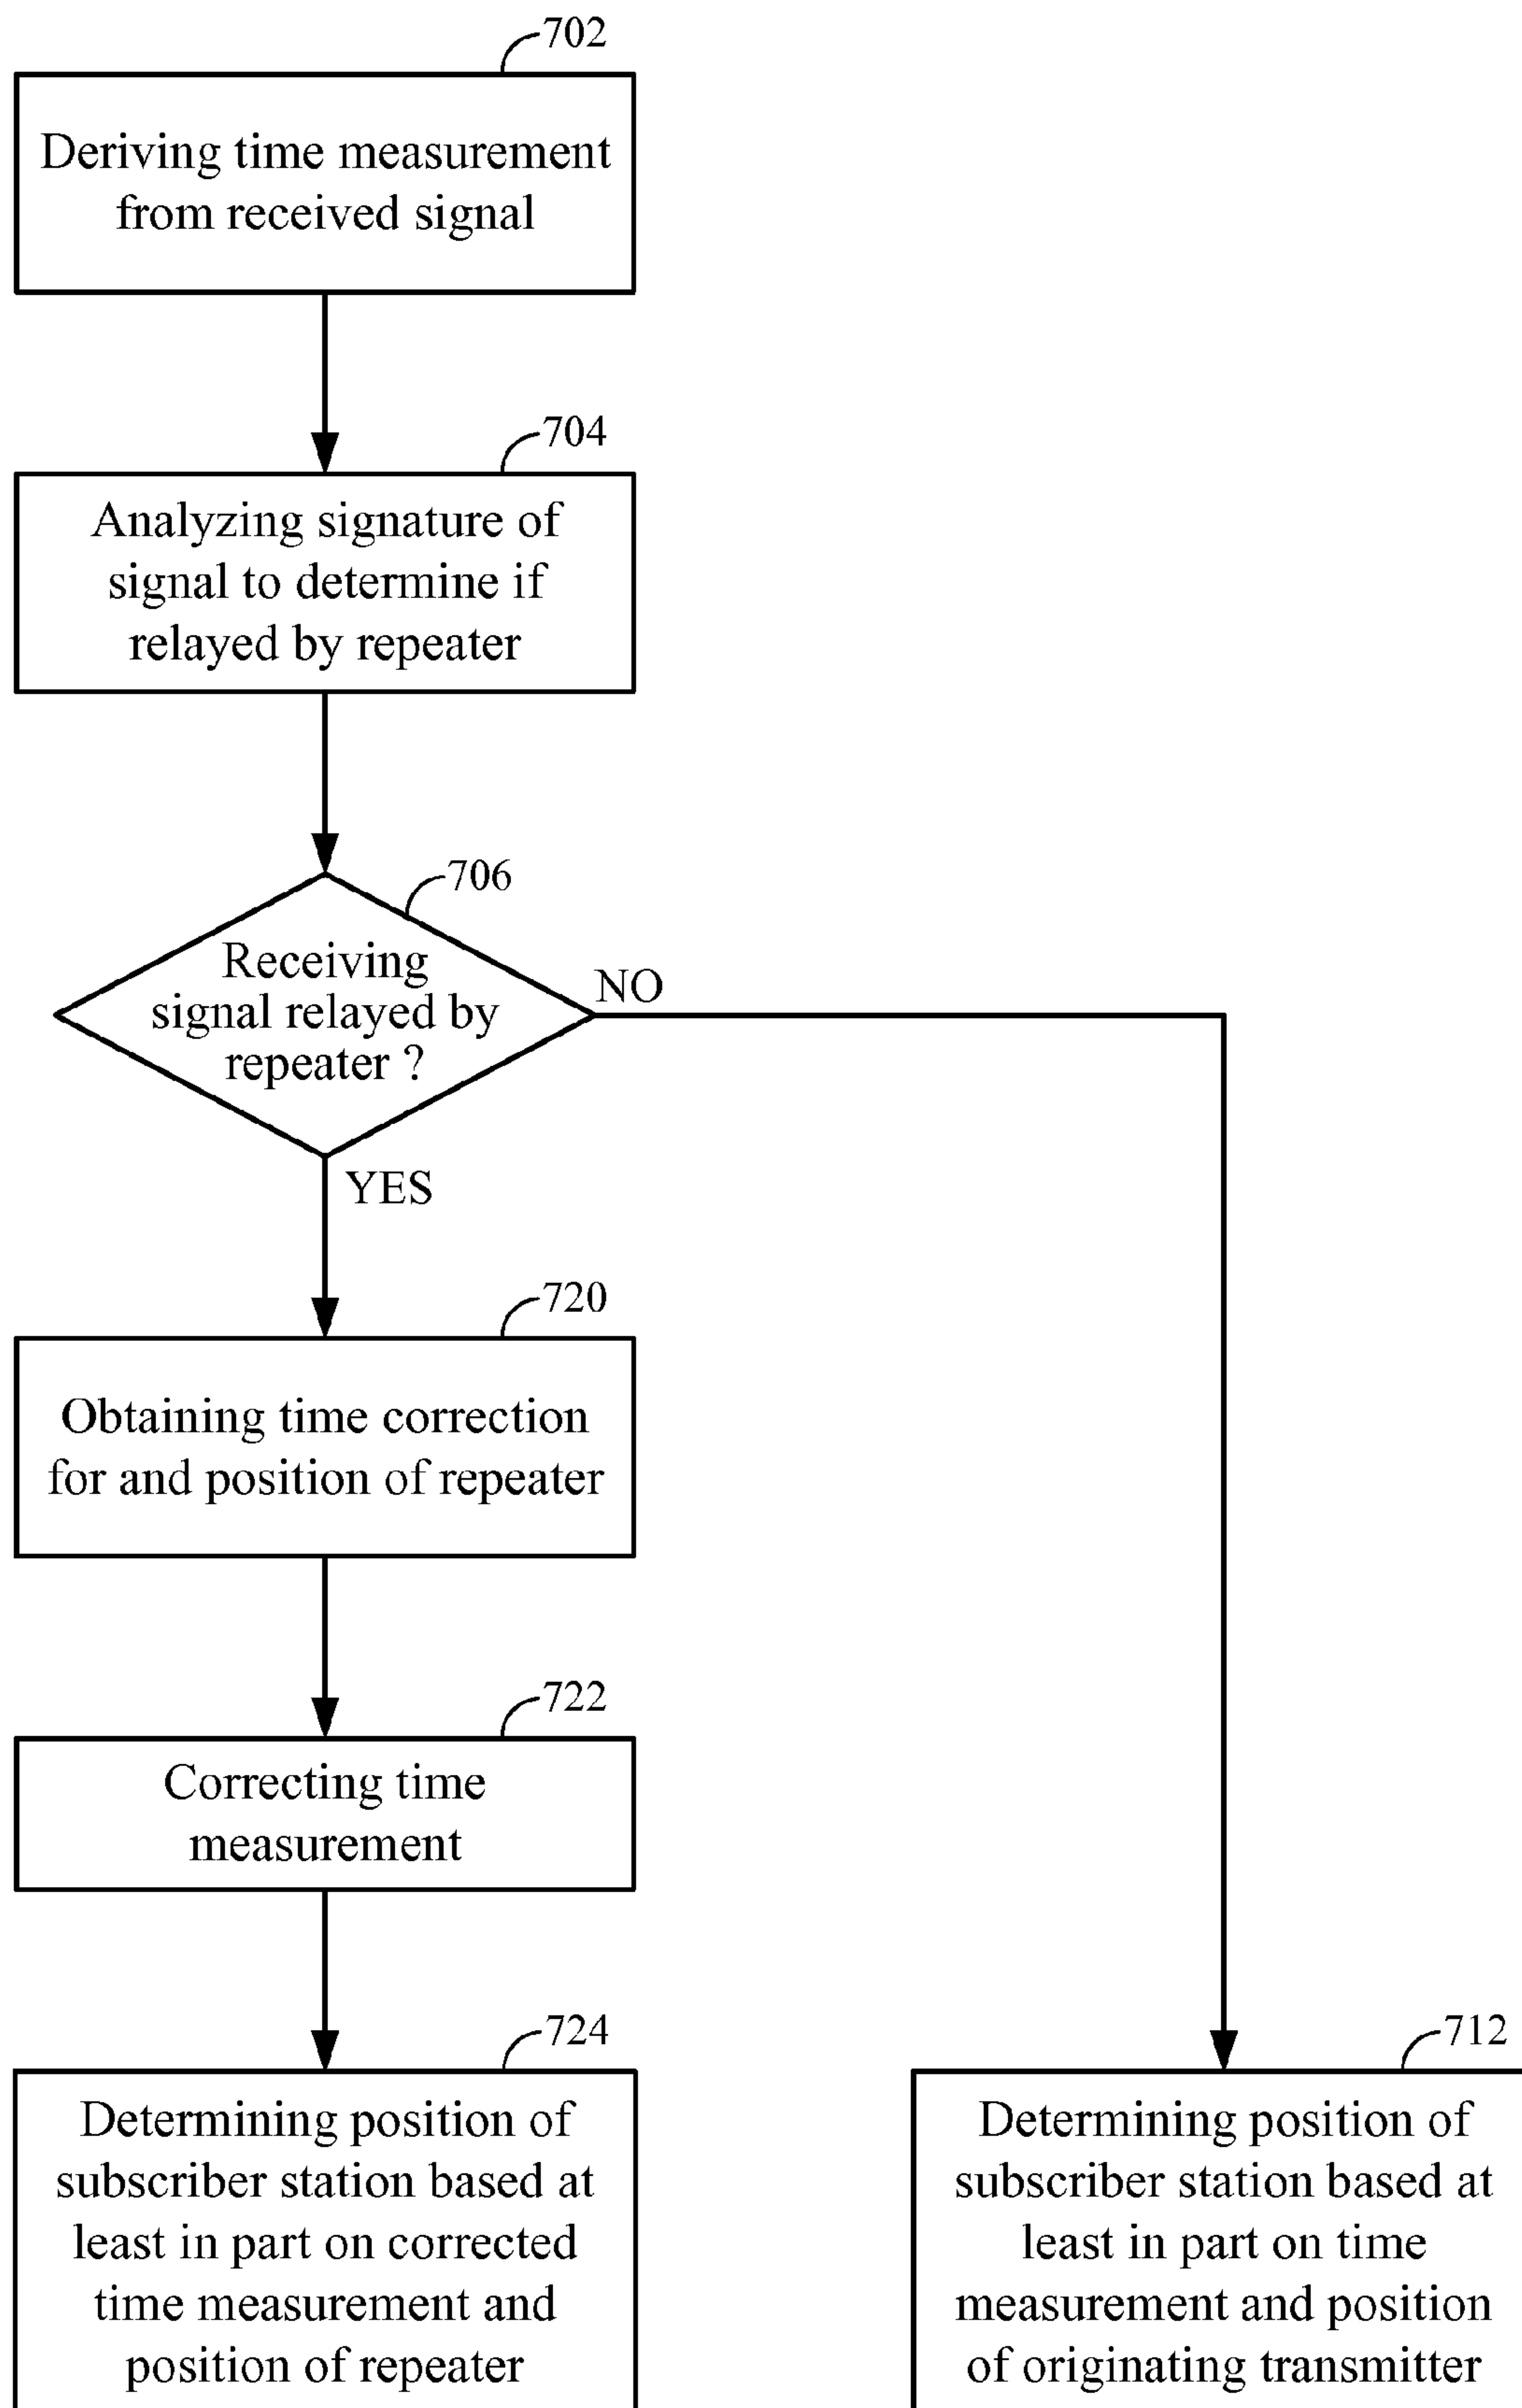 702
Deriving time measurement
from received signal
704
Analyzing signature of
signal to determine if
relayed by repeater
706
Receiving
signal relayed by
repeater ?
NO
YES
720
Obtaining time correction
for and position of repeater
722
Correcting time
measurement
724
Determining position of
subscriber station based at
least in part on corrected
time measurement and
position of repeater
712
Determining position of
subscriber station based at
least in part on time
measurement and position
of originating transmitter